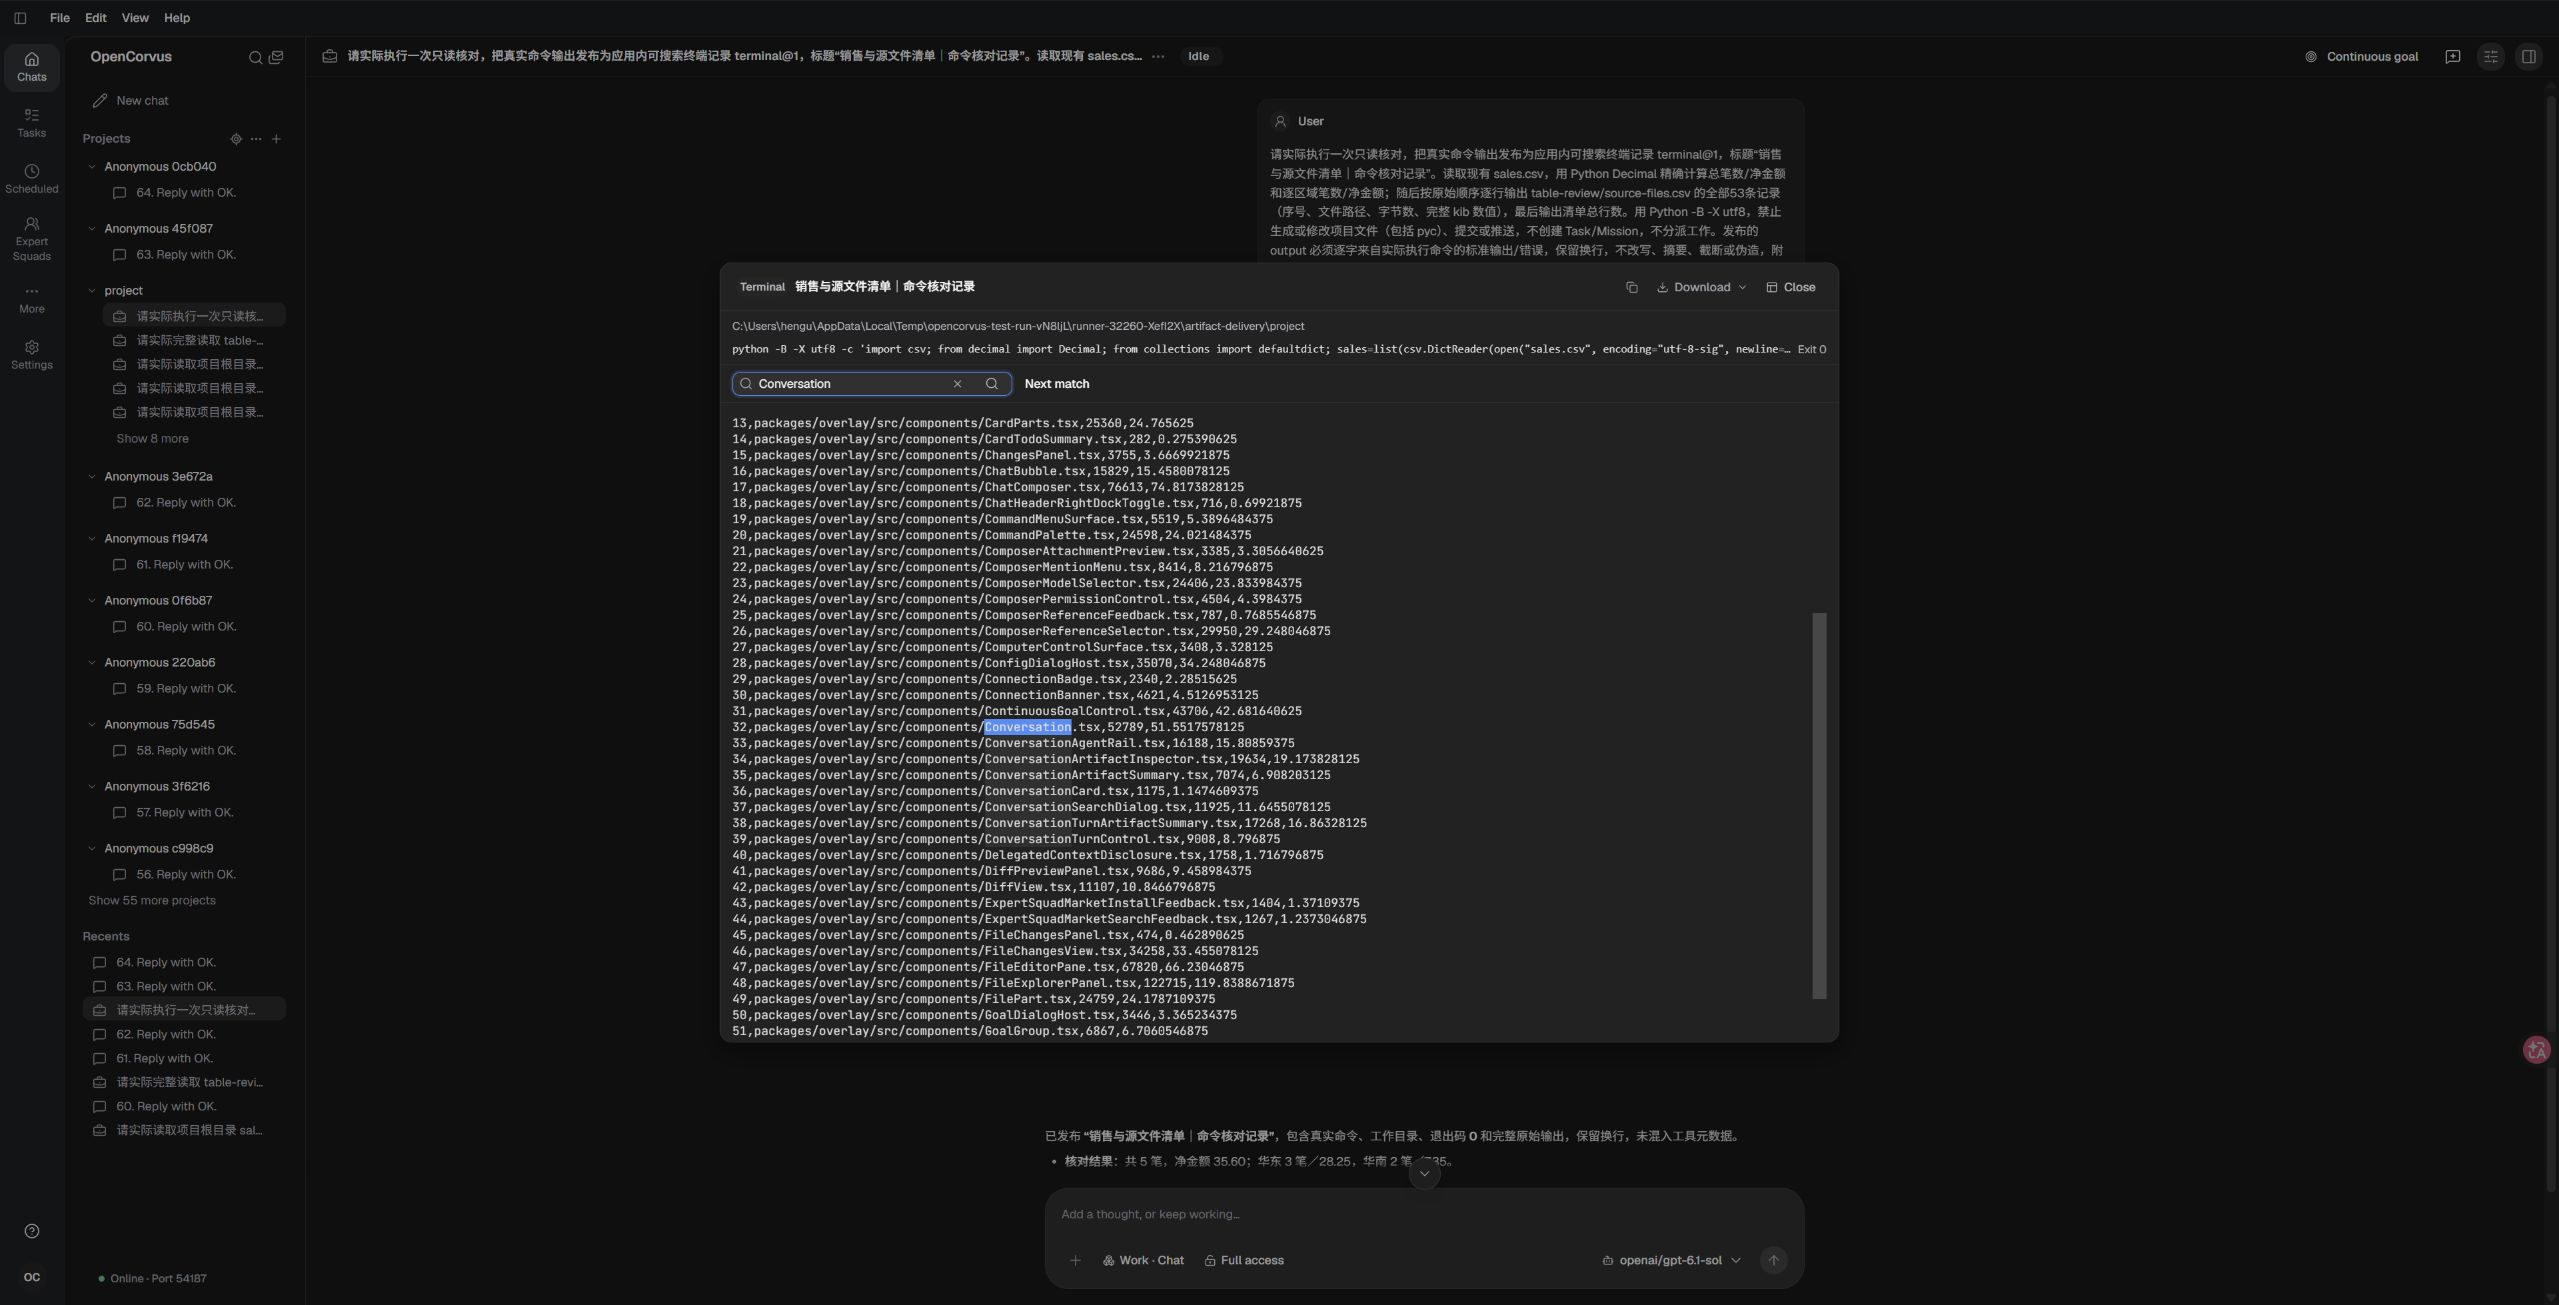 File Edit View Help
Chats
Tasks
Scheduled
Expert
Squads
More
Settings
OC
OpenCorvus
New chat
Projects
Anonymous 0cb040
64. Reply with OK.
Anonymous 45f087
63. Reply with OK.
project
请实际执行一次只读核...
请实际完整读取 table-...
请实际读取项目根目录...
请实际读取项目根目录...
请实际读取项目根目录...
Show 8 more
Anonymous 3e672a
62. Reply with OK.
Anonymous f19474
61. Reply with OK.
Anonymous 0f6b87
60. Reply with OK.
Anonymous 220ab6
59. Reply with OK.
Anonymous 75d545
58. Reply with OK.
Anonymous 3f6216
57. Reply with OK.
Anonymous c998c9
56. Reply with OK.
Show 55 more projects
Recents
64. Reply with OK.
63. Reply with OK.
请实际执行一次只读核对...
62. Reply with OK.
61. Reply with OK.
请实际完整读取 table-revi...
60. Reply with OK.
请实际读取项目根目录 sal...
Online · Port 54187
请实际执行一次只读核对，把真实命令输出发布为应用内可搜索终端记录 terminal@1，标题“销售与源文件清单｜命令核对记录”。读取现有 sales.cs... ··· Idle
Continuous goal
User
请实际执行一次只读核对，把真实命令输出发布为应用内可搜索终端记录 terminal@1，标题“销售
与源文件清单｜命令核对记录”。读取现有 sales.csv，用 Python Decimal 精确计算总笔数/净金额
和逐区域笔数/净金额；随后按原始顺序逐行输出 table-review/source-files.csv 的全部53条记录
（序号、文件路径、字节数、完整 kib 数值），最后输出清单总行数。用 Python -B -X utf8，禁止
生成或修改项目文件（包括 pyc）、提交或推送，不创建 Task/Mission，不分派工作。发布的
output 必须逐字来自实际执行命令的标准输出/错误，保留换行，不改写、摘要、截断或伪造，附
Terminal 销售与源文件清单｜命令核对记录 Download Close
C:\Users\hengu\AppData\Local\Temp\opencorvus-test-run-vN8ljL\runner-32260-Xefl2X\artifact-delivery\project
python -B -X utf8 -c 'import csv; from decimal import Decimal; from collections import defaultdict; sales=list(csv.DictReader(open("sales.csv", encoding="utf-8-sig", newline=... Exit 0
Conversation Next match
13,packages/overlay/src/components/CardParts.tsx,25360,24.765625
14,packages/overlay/src/components/CardTodoSummary.tsx,282,0.275390625
15,packages/overlay/src/components/ChangesPanel.tsx,3755,3.6669921875
16,packages/overlay/src/components/ChatBubble.tsx,15829,15.4580078125
17,packages/overlay/src/components/ChatComposer.tsx,76613,74.8173828125
18,packages/overlay/src/components/ChatHeaderRightDockToggle.tsx,716,0.69921875
19,packages/overlay/src/components/CommandMenuSurface.tsx,5519,5.3896484375
20,packages/overlay/src/components/CommandPalette.tsx,24598,24.021484375
21,packages/overlay/src/components/ComposerAttachmentPreview.tsx,3385,3.3056640625
22,packages/overlay/src/components/ComposerMentionMenu.tsx,8414,8.216796875
23,packages/overlay/src/components/ComposerModelSelector.tsx,24406,23.833984375
24,packages/overlay/src/components/ComposerPermissionControl.tsx,4504,4.3984375
25,packages/overlay/src/components/ComposerReferenceFeedback.tsx,787,0.7685546875
26,packages/overlay/src/components/ComposerReferenceSelector.tsx,29950,29.248046875
27,packages/overlay/src/components/ComputerControlSurface.tsx,3408,3.328125
28,packages/overlay/src/components/ConfigDialogHost.tsx,35070,34.248046875
29,packages/overlay/src/components/ConnectionBadge.tsx,2340,2.28515625
30,packages/overlay/src/components/ConnectionBanner.tsx,4621,4.5126953125
31,packages/overlay/src/components/ContinuousGoalControl.tsx,43706,42.681640625
32,packages/overlay/src/components/Conversation.tsx,52789,51.5517578125
33,packages/overlay/src/components/ConversationAgentRail.tsx,16188,15.80859375
34,packages/overlay/src/components/ConversationArtifactInspector.tsx,19634,19.173828125
35,packages/overlay/src/components/ConversationArtifactSummary.tsx,7074,6.908203125
36,packages/overlay/src/components/ConversationCard.tsx,1175,1.1474609375
37,packages/overlay/src/components/ConversationSearchDialog.tsx,11925,11.6455078125
38,packages/overlay/src/components/ConversationTurnArtifactSummary.tsx,17268,16.86328125
39,packages/overlay/src/components/ConversationTurnControl.tsx,9008,8.796875
40,packages/overlay/src/components/DelegatedContextDisclosure.tsx,1758,1.716796875
41,packages/overlay/src/components/DiffPreviewPanel.tsx,9686,9.458984375
42,packages/overlay/src/components/DiffView.tsx,11107,10.8466796875
43,packages/overlay/src/components/ExpertSquadMarketInstallFeedback.tsx,1404,1.37109375
44,packages/overlay/src/components/ExpertSquadMarketSearchFeedback.tsx,1267,1.2373046875
45,packages/overlay/src/components/FileChangesPanel.tsx,474,0.462890625
46,packages/overlay/src/components/FileChangesView.tsx,34258,33.455078125
47,packages/overlay/src/components/FileEditorPane.tsx,67820,66.23046875
48,packages/overlay/src/components/FileExplorerPanel.tsx,122715,119.8388671875
49,packages/overlay/src/components/FilePart.tsx,24759,24.1787109375
50,packages/overlay/src/components/GoalDialogHost.tsx,3446,3.365234375
51,packages/overlay/src/components/GoalGroup.tsx,6867,6.7060546875
已发布 “销售与源文件清单｜命令核对记录”，包含真实命令、工作目录、退出码 0 和完整原始输出，保留换行，未混入工具元数据。
• 核对结果：共 5 笔，净金额 35.60；华东 3 笔／28.25，华南 2 笔
Add a thought, or keep working...
Work · Chat Full access openai/gpt-6.1-sol